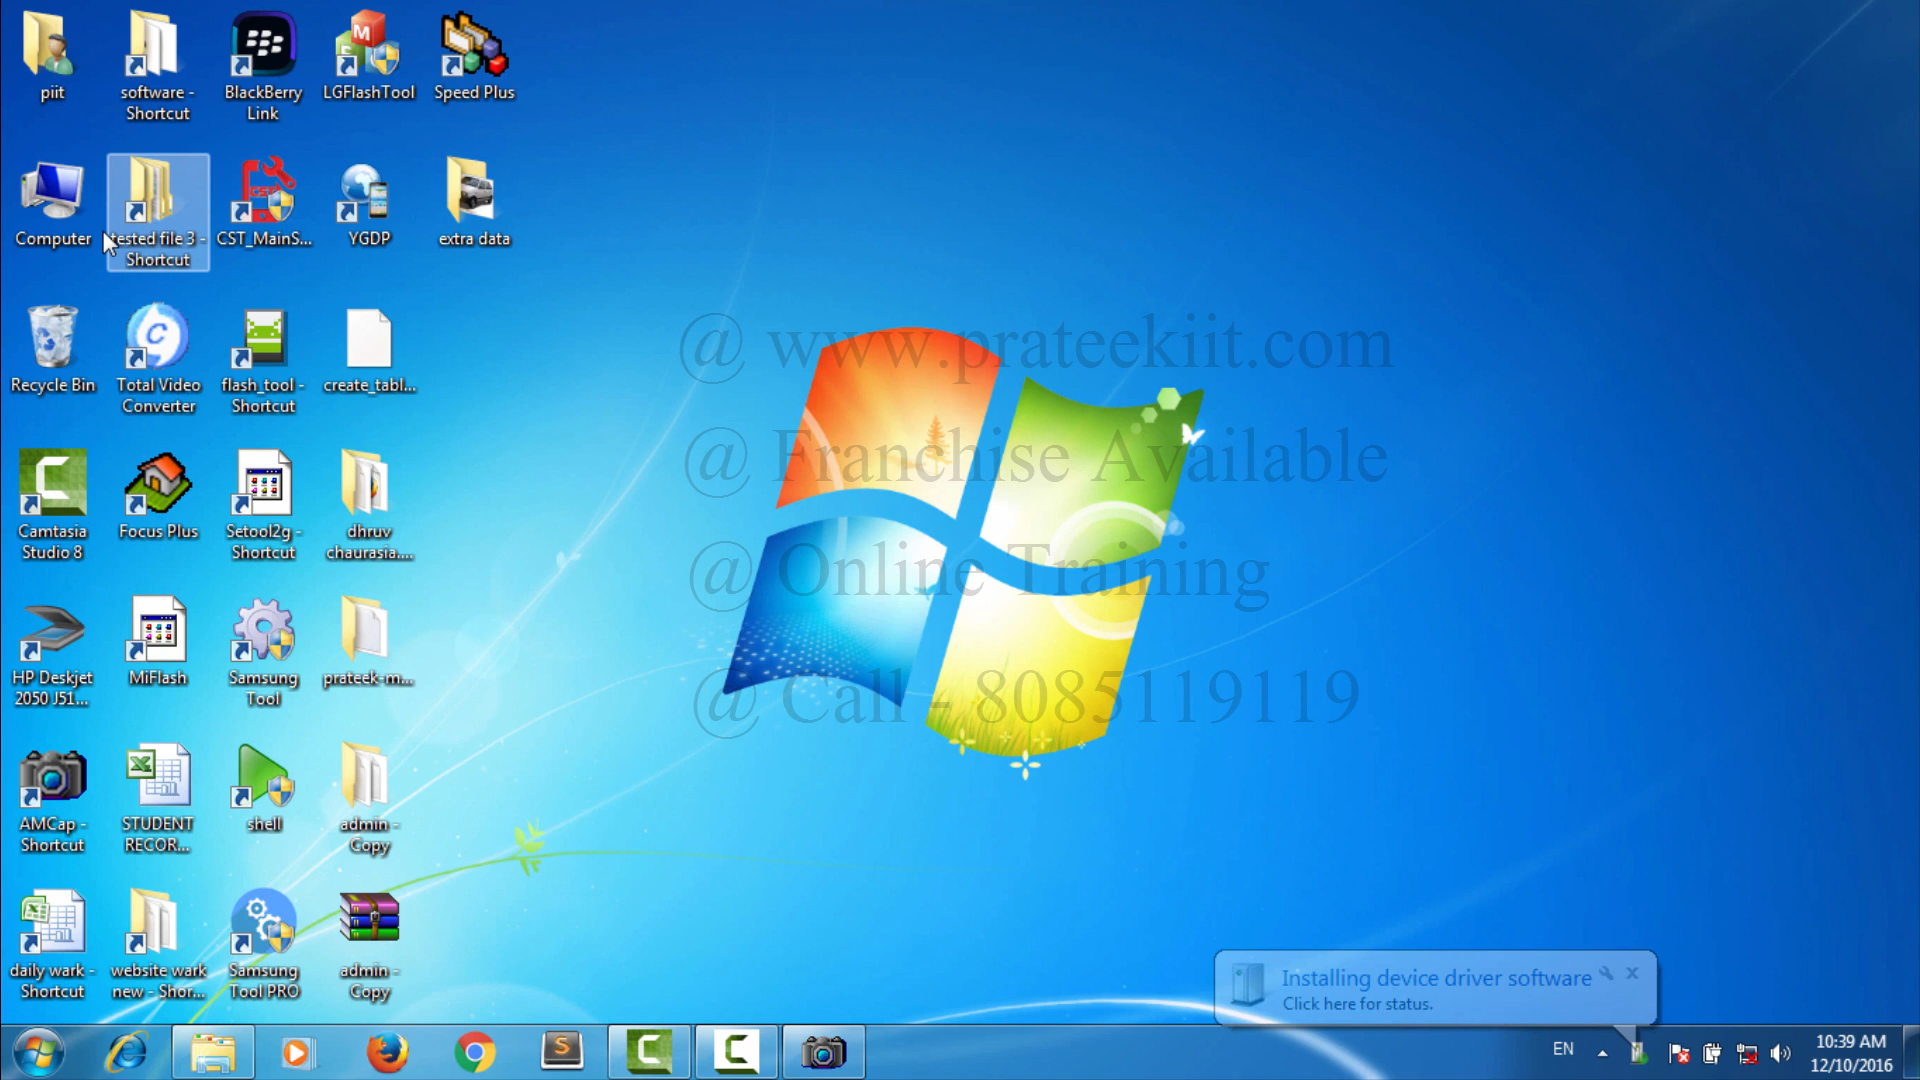 piit
software -
Shortcut
BlackBerry
Link
LGFlashTool
Speed Plus
Computer
tested file 3 -
Shortcut
CST_MainS...
YGDP
extra data
Recycle Bin
Total Video
Converter
flash_tool -
Shortcut
create_tabl...
Camtasia
Studio 8
Focus Plus
Setool2g -
Shortcut
dhruv
chaurasia....
HP Deskjet
2050 J51...
MiFlash
Samsung
Tool
prateek-m...
AMCap -
Shortcut
STUDENT
RECOR...
shell
admin -
Copy
daily wark -
Shortcut
website wark
new - Shor...
Samsung
Tool PRO
admin -
Copy
@ www.prateekiit.com
@ Franchise Available
@ Online Training
@ Call - 8085119119
Installing device driver software
Click here for status.
EN
10:39 AM
12/10/2016